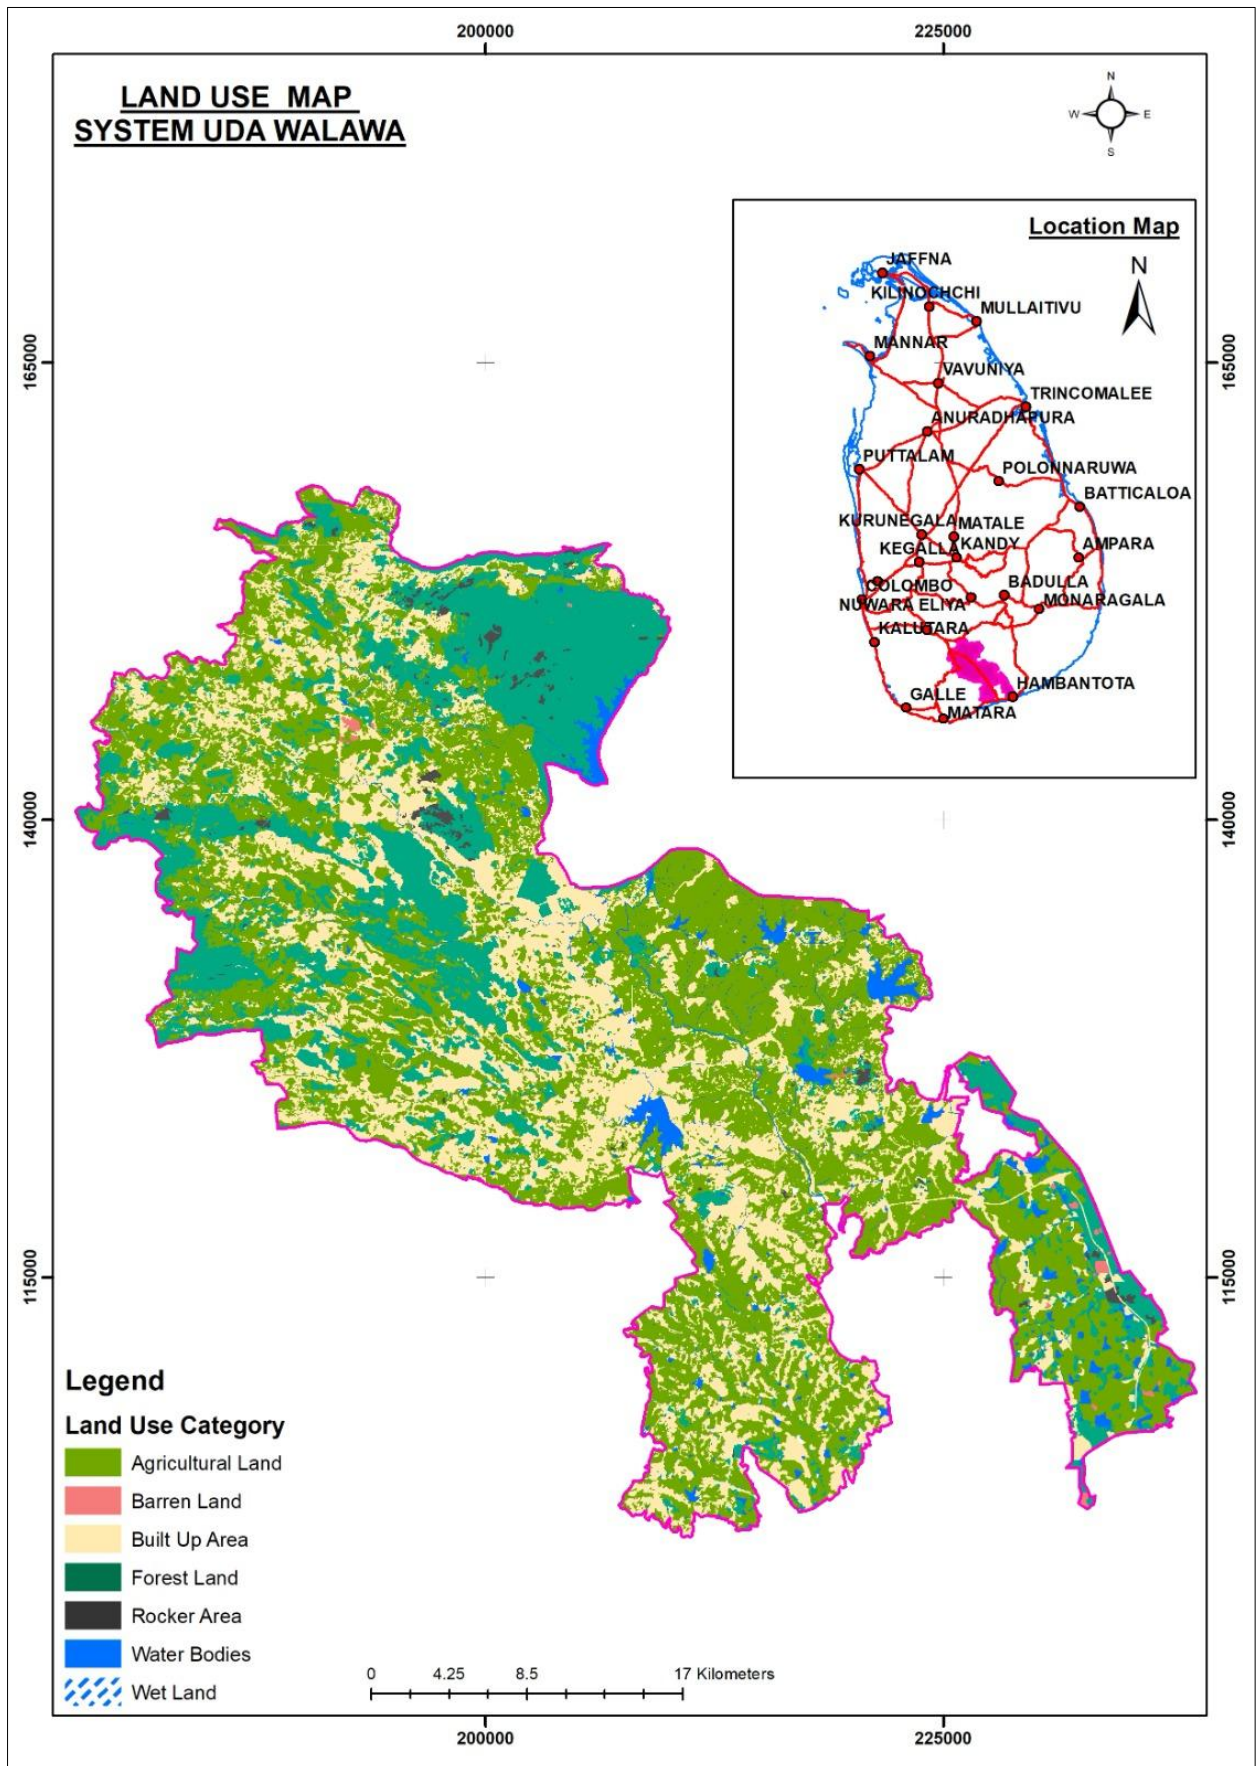 200000
225000
LAND USE MAP
SYSTEM UDA WALAWA
N
W
E
S
Location Map
N
JAFFNA
KILINOCHCHI
MULLAITIVU
MANNAR
VAVUNIYA
TRINCOMALEE
ANURADHAPURA
PUTTALAM
POLONNARUWA
BATTICALOA
KURUNEGALA
MATALE
KEGALLA
KANDY
AMPARA
COLOMBO
BADULLA
NUWARA ELIYA
MONARAGALA
KALUTARA
GALLE
HAMBANTOTA
MATARA
165000
165000
140000
140000
115000
115000
Legend
Land Use Category
Agricultural Land
Barren Land
Built Up Area
Forest Land
Rocker Area
Water Bodies
Wet Land
0
4.25
8.5
17 Kilometers
200000
225000